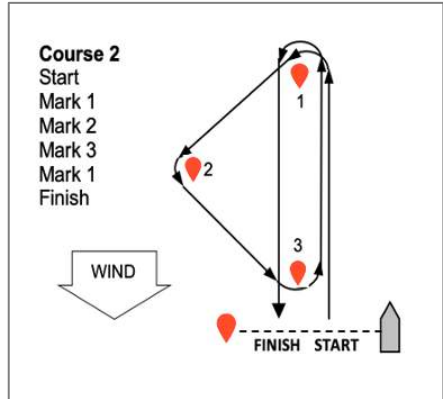 Course 2
Start
Mark 1
Mark 2
Mark 3
Mark 1
Finish
1
2
3
WIND
FINISH START